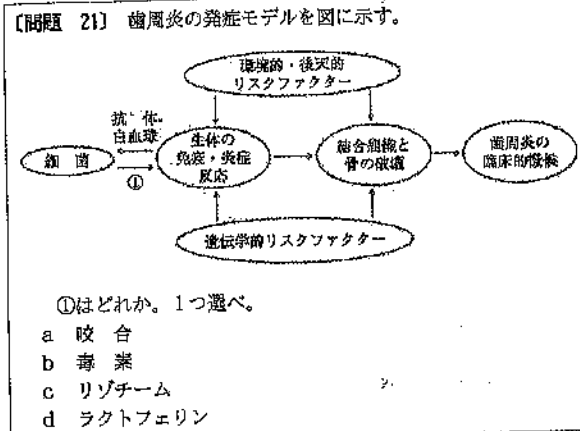 〔問題 21〕 歯周炎の発症モデルを図に示す。
環境的・後天的
リスクファクター
抗 体
白血球
細 菌
①
生体の
免疫・炎症
反応
結合組織と
骨の破壊
歯周炎の
臨床的徴候
遺伝学的リスクファクター
①はどれか。1つ選べ。
a 咬 合
b 毒 素
c リゾチーム
d ラクトフェリン